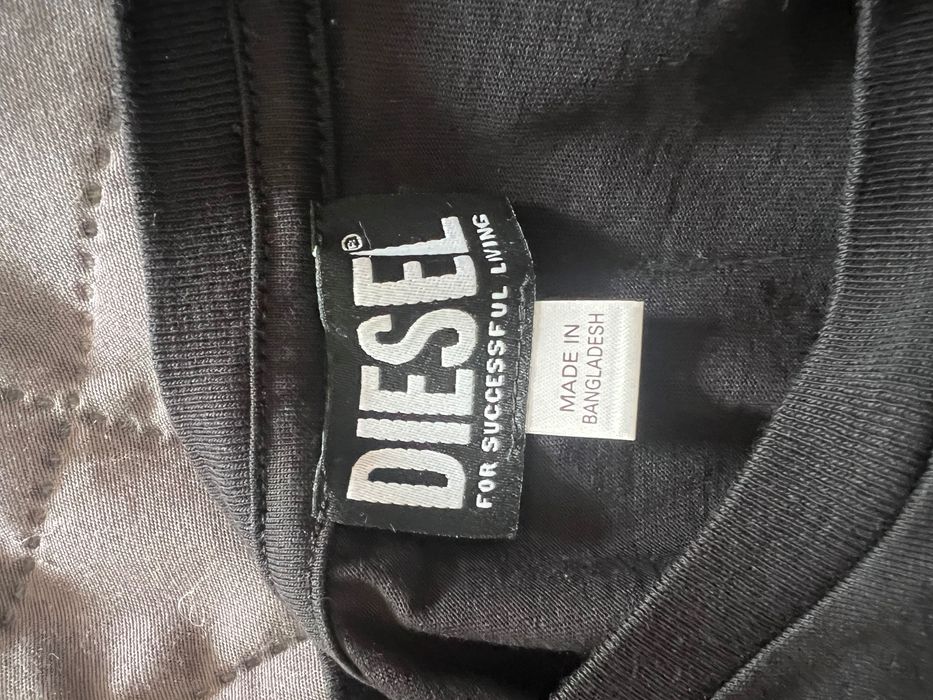 DIESEL®
FOR SUCCESSFUL LIVING
MADE IN
BANGLADESH